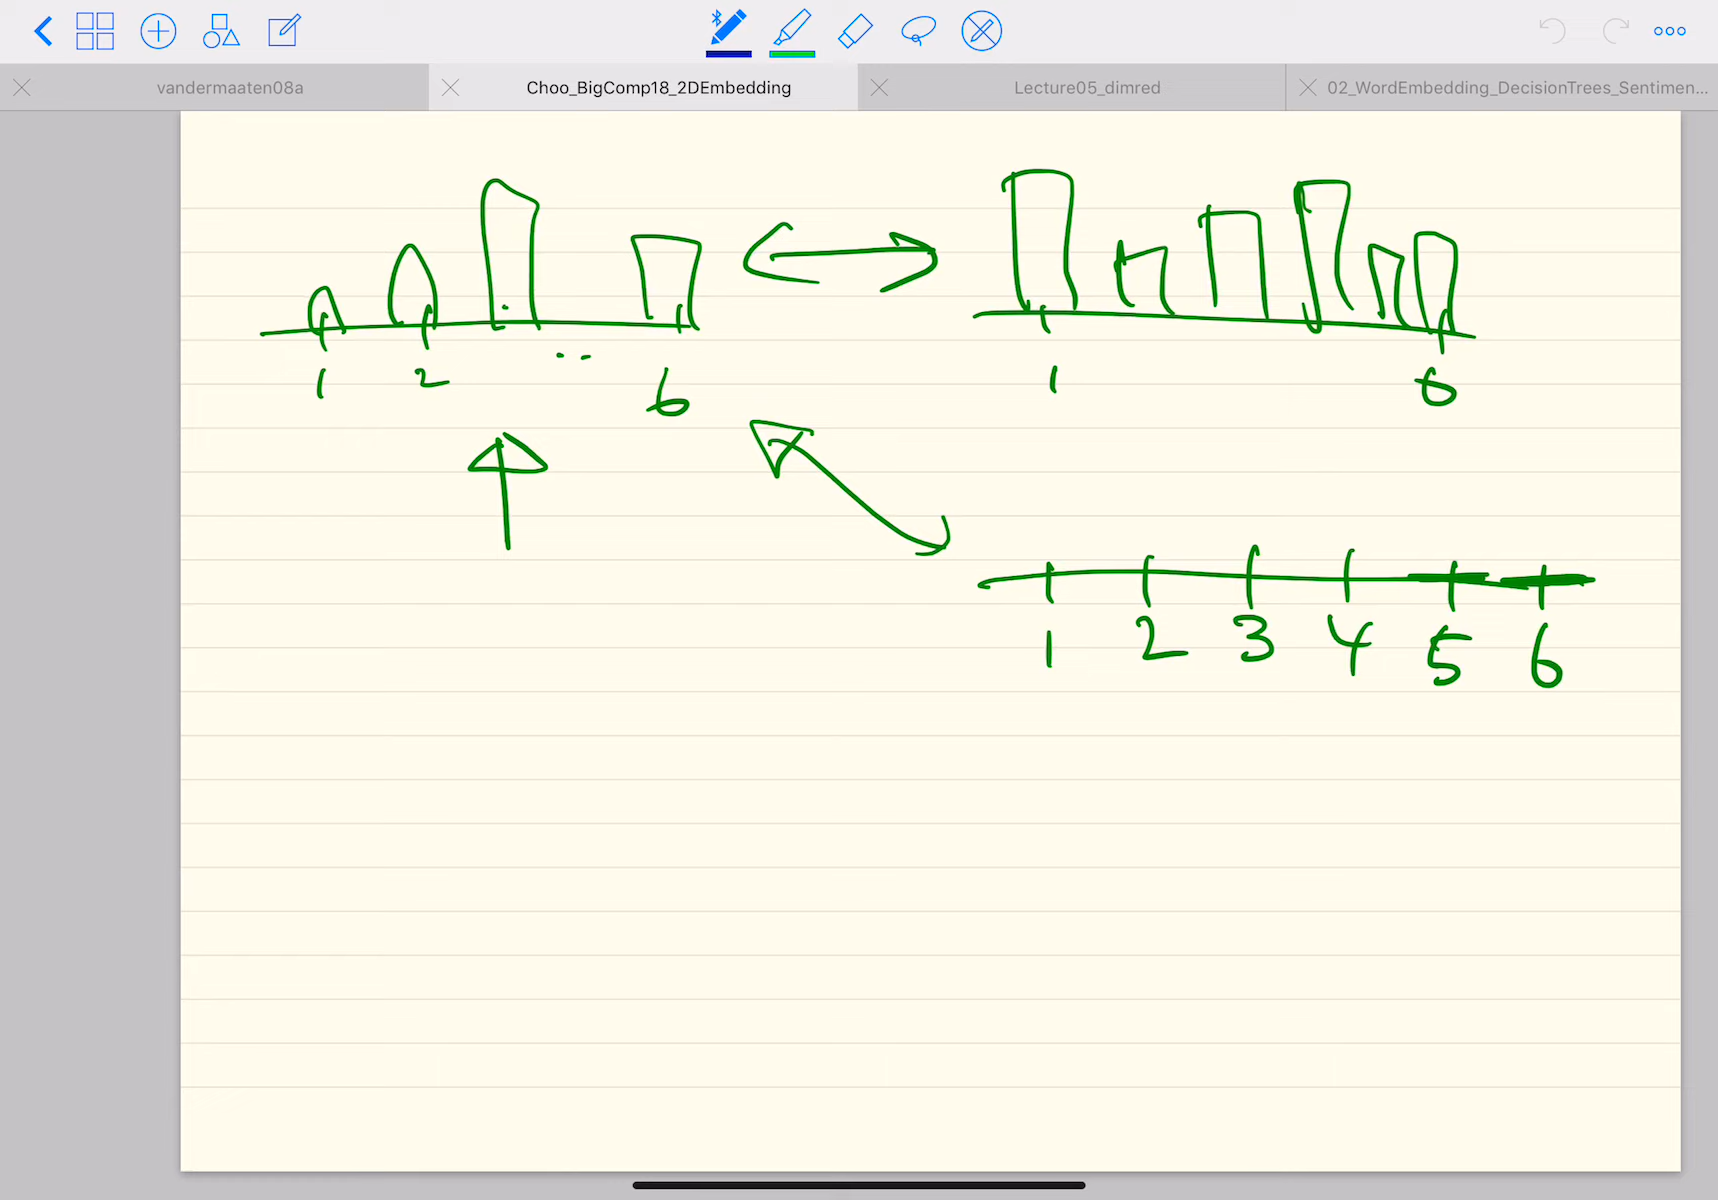 vandermaaten08a
Choo_BigComp18_2DEmbedding
Lecture05_dimred
02_WordEmbedding_DecisionTrees_Sentimen...
1 2 6
1 6
1 2 3 4 5 6